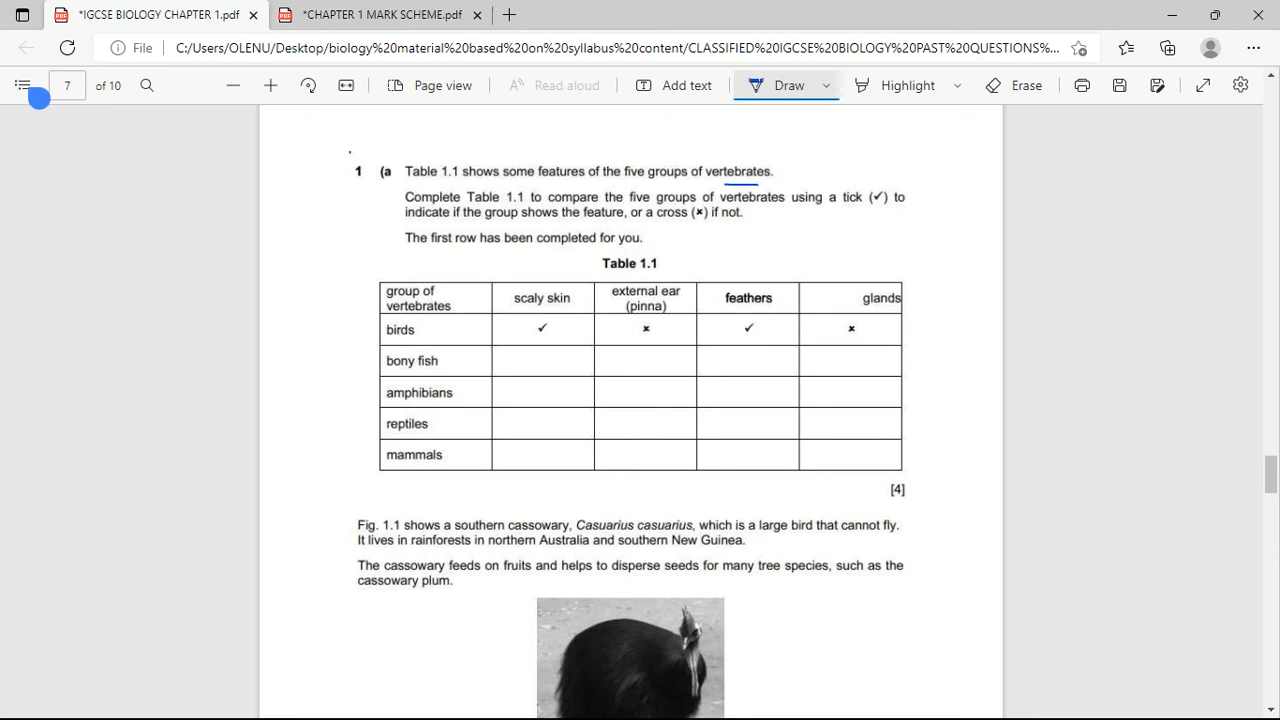 *IGCSE BIOLOGY CHAPTER 1.pdf
*CHAPTER 1 MARK SCHEME.pdf
File C:/Users/OLENU/Desktop/biology%20material%20based%20on%20syllabus%20content/CLASSIFIED%20IGCSE%20BIOLOGY%20PAST%20QUESTIONS%...
7 of 10 Page view Read aloud Add text Draw Highlight Erase
1 (a Table 1.1 shows some features of the five groups of vertebrates.
Complete Table 1.1 to compare the five groups of vertebrates using a tick (✓) to
indicate if the group shows the feature, or a cross (×) if not.
The first row has been completed for you.
Table 1.1
group of vertebrates scaly skin external ear (pinna) feathers glands
birds ✓ × ✓ ×
bony fish
amphibians
reptiles
mammals
[4]
Fig. 1.1 shows a southern cassowary, Casuarius casuarius, which is a large bird that cannot fly.
It lives in rainforests in northern Australia and southern New Guinea.
The cassowary feeds on fruits and helps to disperse seeds for many tree species, such as the
cassowary plum.